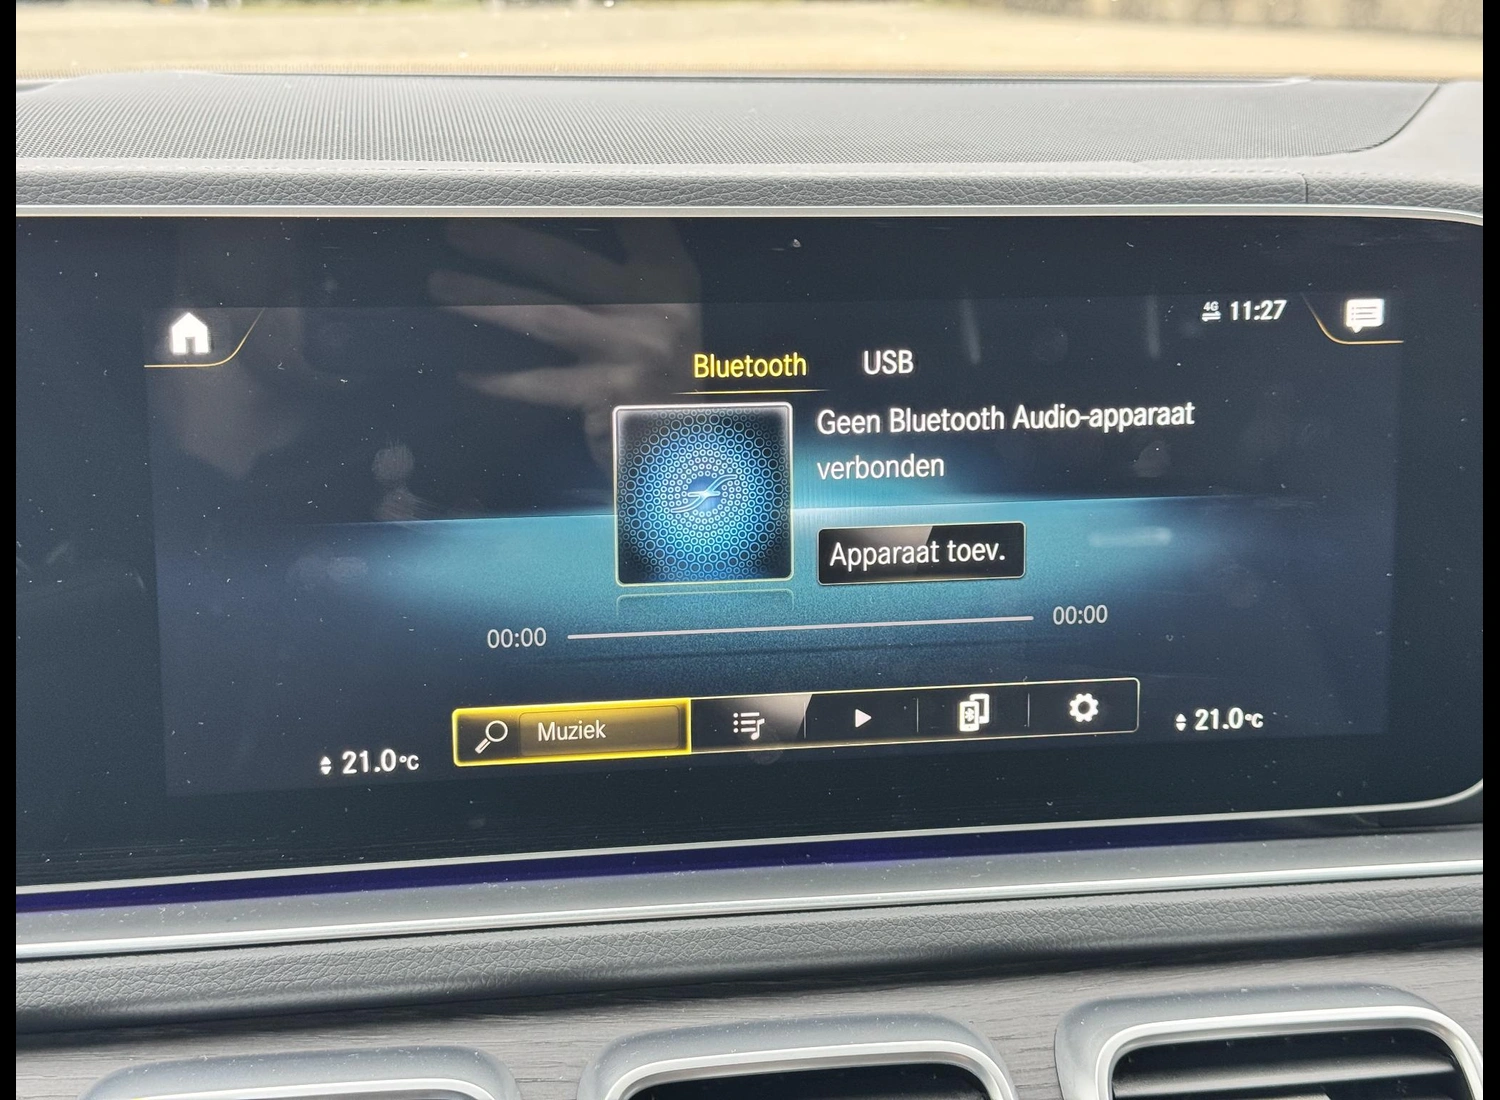 4G 11:27
Bluetooth USB
Geen Bluetooth Audio-apparaat
verbonden
Apparaat toev.
00:00 00:00
Muziek
21.0°C 21.0°C